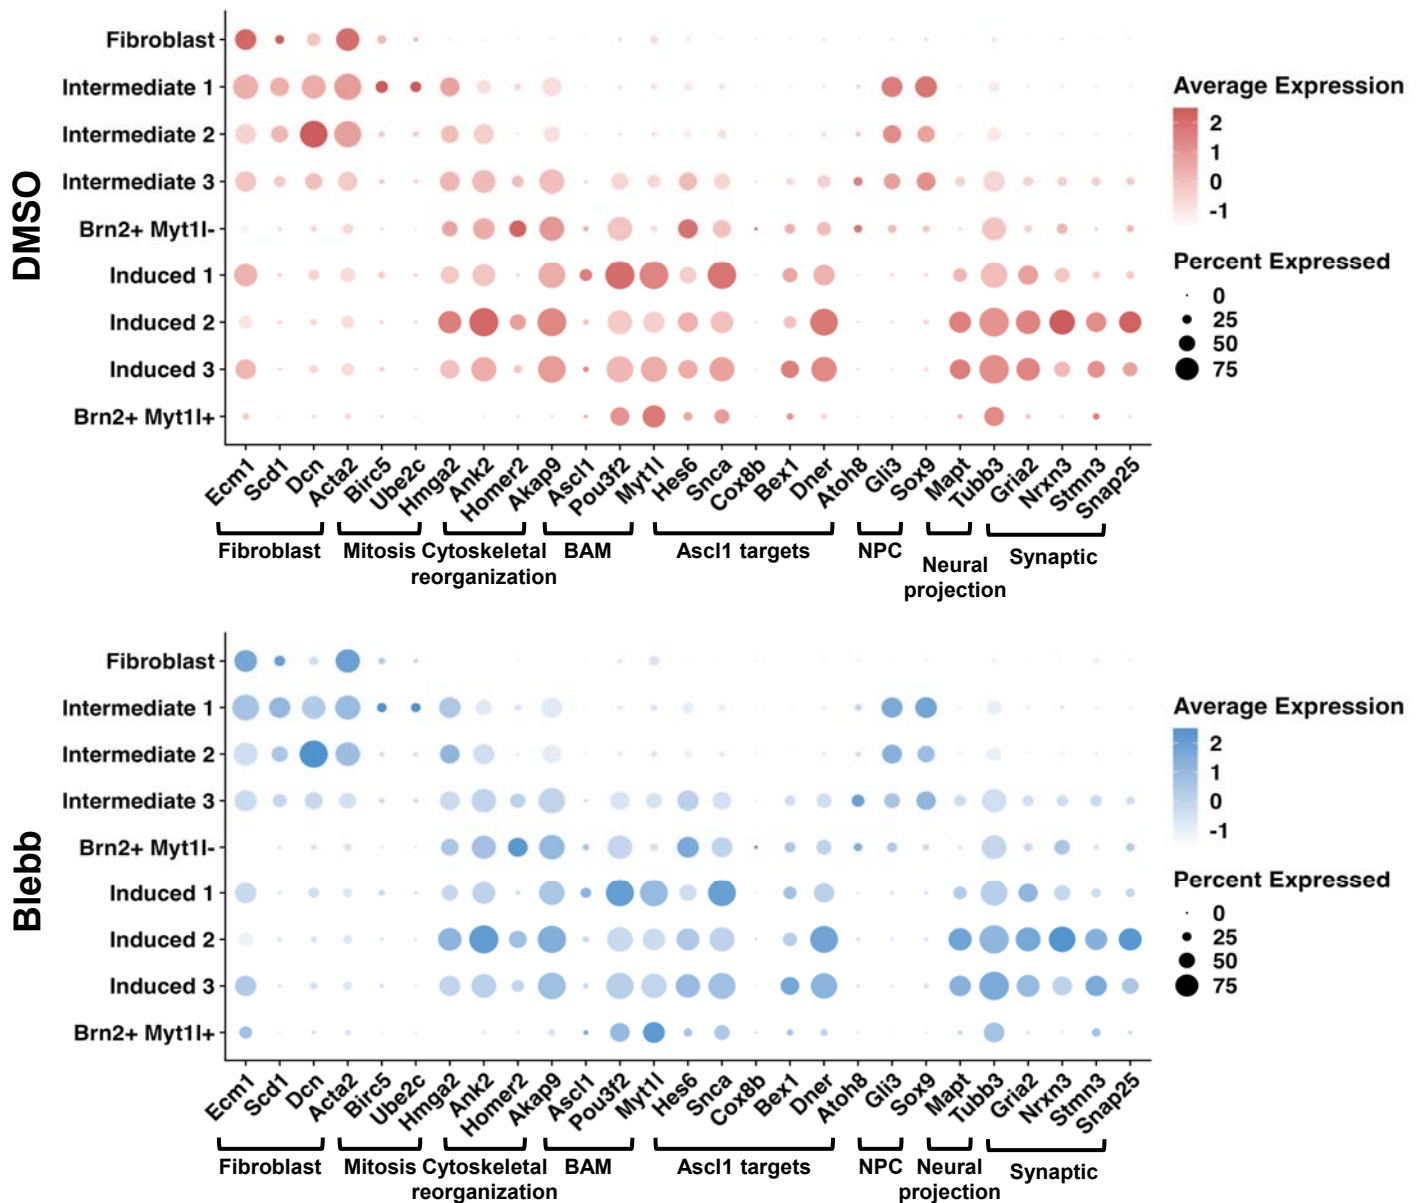 DMSO
Fibroblast
Intermediate 1
Intermediate 2
Intermediate 3
Brn2+ Myt1l-
Induced 1
Induced 2
Induced 3
Brn2+ Myt1l+
Ecm1
Scd1
Dcn
Acta2
Birc5
Ube2c
Hmga2
Ank2
Homer2
Akap9
Ascl1
Pou3f2
Myt1l
Hes6
Snca
Cox8b
Bex1
Dner
Atoh8
Gli3
Sox9
Mapt
Tubb3
Gria2
Nrxn3
Stmn3
Snap25
Fibroblast
Mitosis
Cytoskeletal
reorganization
BAM
Ascl1 targets
NPC
Neural
projection
Synaptic
Average Expression
2
1
0
-1
Percent Expressed
0
25
50
75
Blebb
Fibroblast
Intermediate 1
Intermediate 2
Intermediate 3
Brn2+ Myt1l-
Induced 1
Induced 2
Induced 3
Brn2+ Myt1l+
Ecm1
Scd1
Dcn
Acta2
Birc5
Ube2c
Hmga2
Ank2
Homer2
Akap9
Ascl1
Pou3f2
Myt1l
Hes6
Snca
Cox8b
Bex1
Dner
Atoh8
Gli3
Sox9
Mapt
Tubb3
Gria2
Nrxn3
Stmn3
Snap25
Fibroblast
Mitosis
Cytoskeletal
reorganization
BAM
Ascl1 targets
NPC
Neural
projection
Synaptic
Average Expression
2
1
0
-1
Percent Expressed
0
25
50
75